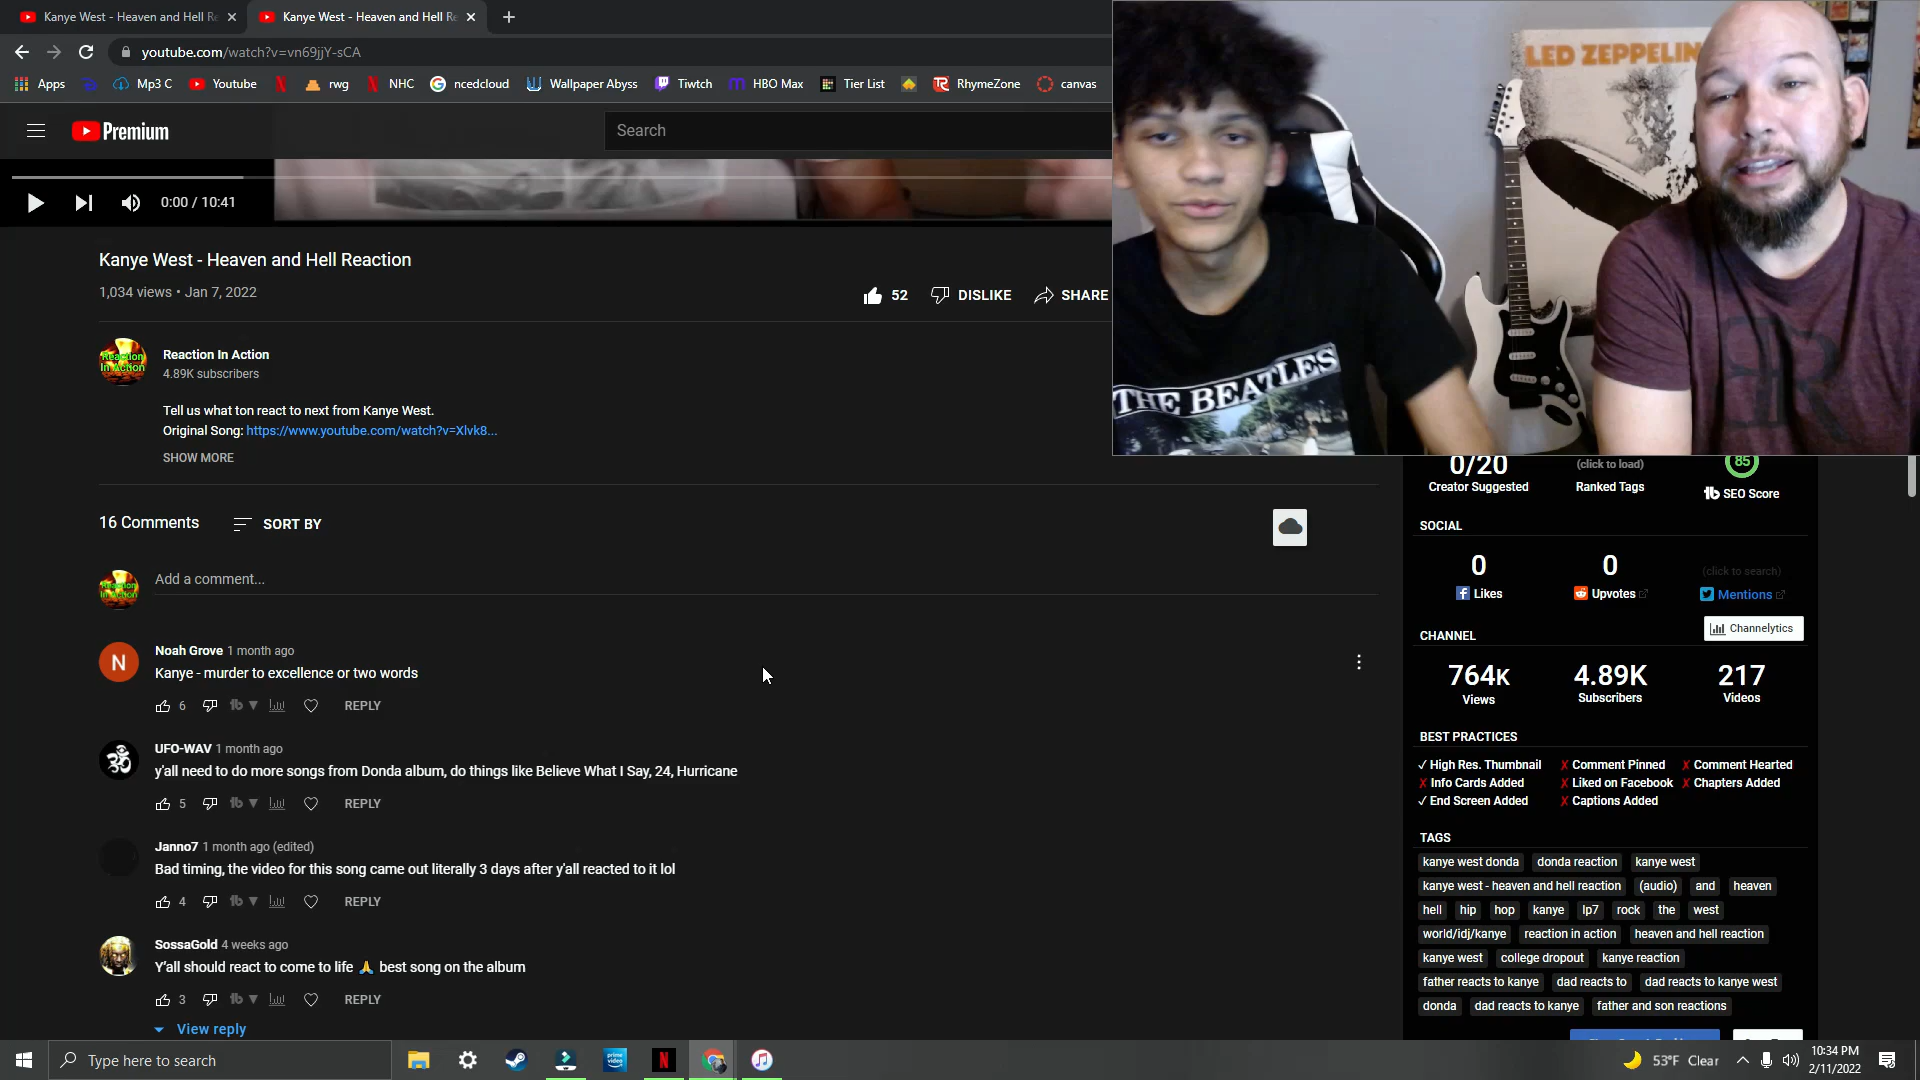 Kanye West - Heaven and Hell Re
Kanye West - Heaven and Hell Re
youtube.com/watch?v=vn69jjY-sCA
Apps
Mp3 C
Youtube
rwg
NHC
ncedcloud
Wallpaper Abyss
Tiwtch
HBO Max
Tier List
RhymeZone
canvas
LED ZEPPELIN
THE BEATLES
Premium
Search
0:00 / 10:41
Kanye West - Heaven and Hell Reaction
1,034 views • Jan 7, 2022
52
DISLIKE
SHARE
Reaction In Action
Reaction In Action
4.89K subscribers
Tell us what ton react to next from Kanye West.
Original Song: https://www.youtube.com/watch?v=Xlvk8...
SHOW MORE
16 Comments
SORT BY
Reaction In Action
Add a comment...
N
Noah Grove 1 month ago
Kanye - murder to excellence or two words
6
REPLY
UFO-WAV 1 month ago
y'all need to do more songs from Donda album, do things like Believe What I Say, 24, Hurricane
5
REPLY
Janno7 1 month ago (edited)
Bad timing, the video for this song came out literally 3 days after y'all reacted to it lol
4
REPLY
SossaGold 4 weeks ago
Y'all should react to come to life 🙏 best song on the album
3
REPLY
View reply
0/20
Creator Suggested
(click to load)
Ranked Tags
85
SEO Score
SOCIAL
0
Likes
0
Upvotes
(click to search)
Mentions
CHANNEL
Channelytics
764K
Views
4.89K
Subscribers
217
Videos
BEST PRACTICES
✓ High Res. Thumbnail
✗ Comment Pinned
✗ Comment Hearted
✗ Info Cards Added
✗ Liked on Facebook
✗ Chapters Added
✓ End Screen Added
✗ Captions Added
TAGS
kanye west donda
donda reaction
kanye west
kanye west - heaven and hell reaction
(audio)
and
heaven
hell
hip
hop
kanye
lp7
rock
the
west
world/idj/kanye
reaction in action
heaven and hell reaction
kanye west
college dropout
kanye reaction
father reacts to kanye
dad reacts to
dad reacts to kanye west
donda
dad reacts to kanye
father and son reactions
Type here to search
prime video
53°F Clear
10:34 PM
2/11/2022